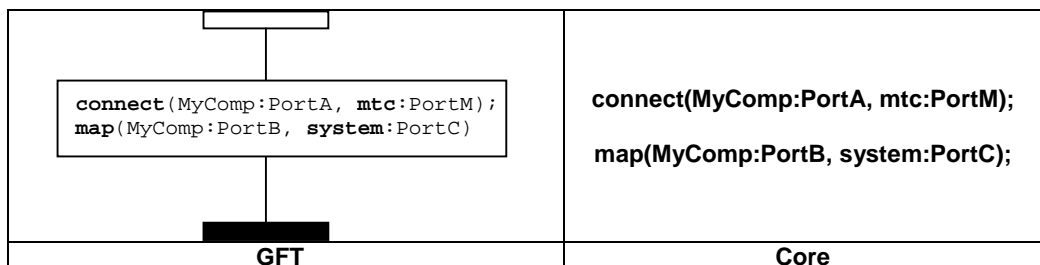 connect(MyComp:PortA, mtc:PortM);
map(MyComp:PortB, system:PortC)
connect(MyComp:PortA, mtc:PortM);
map(MyComp:PortB, system:PortC);
GFT
Core